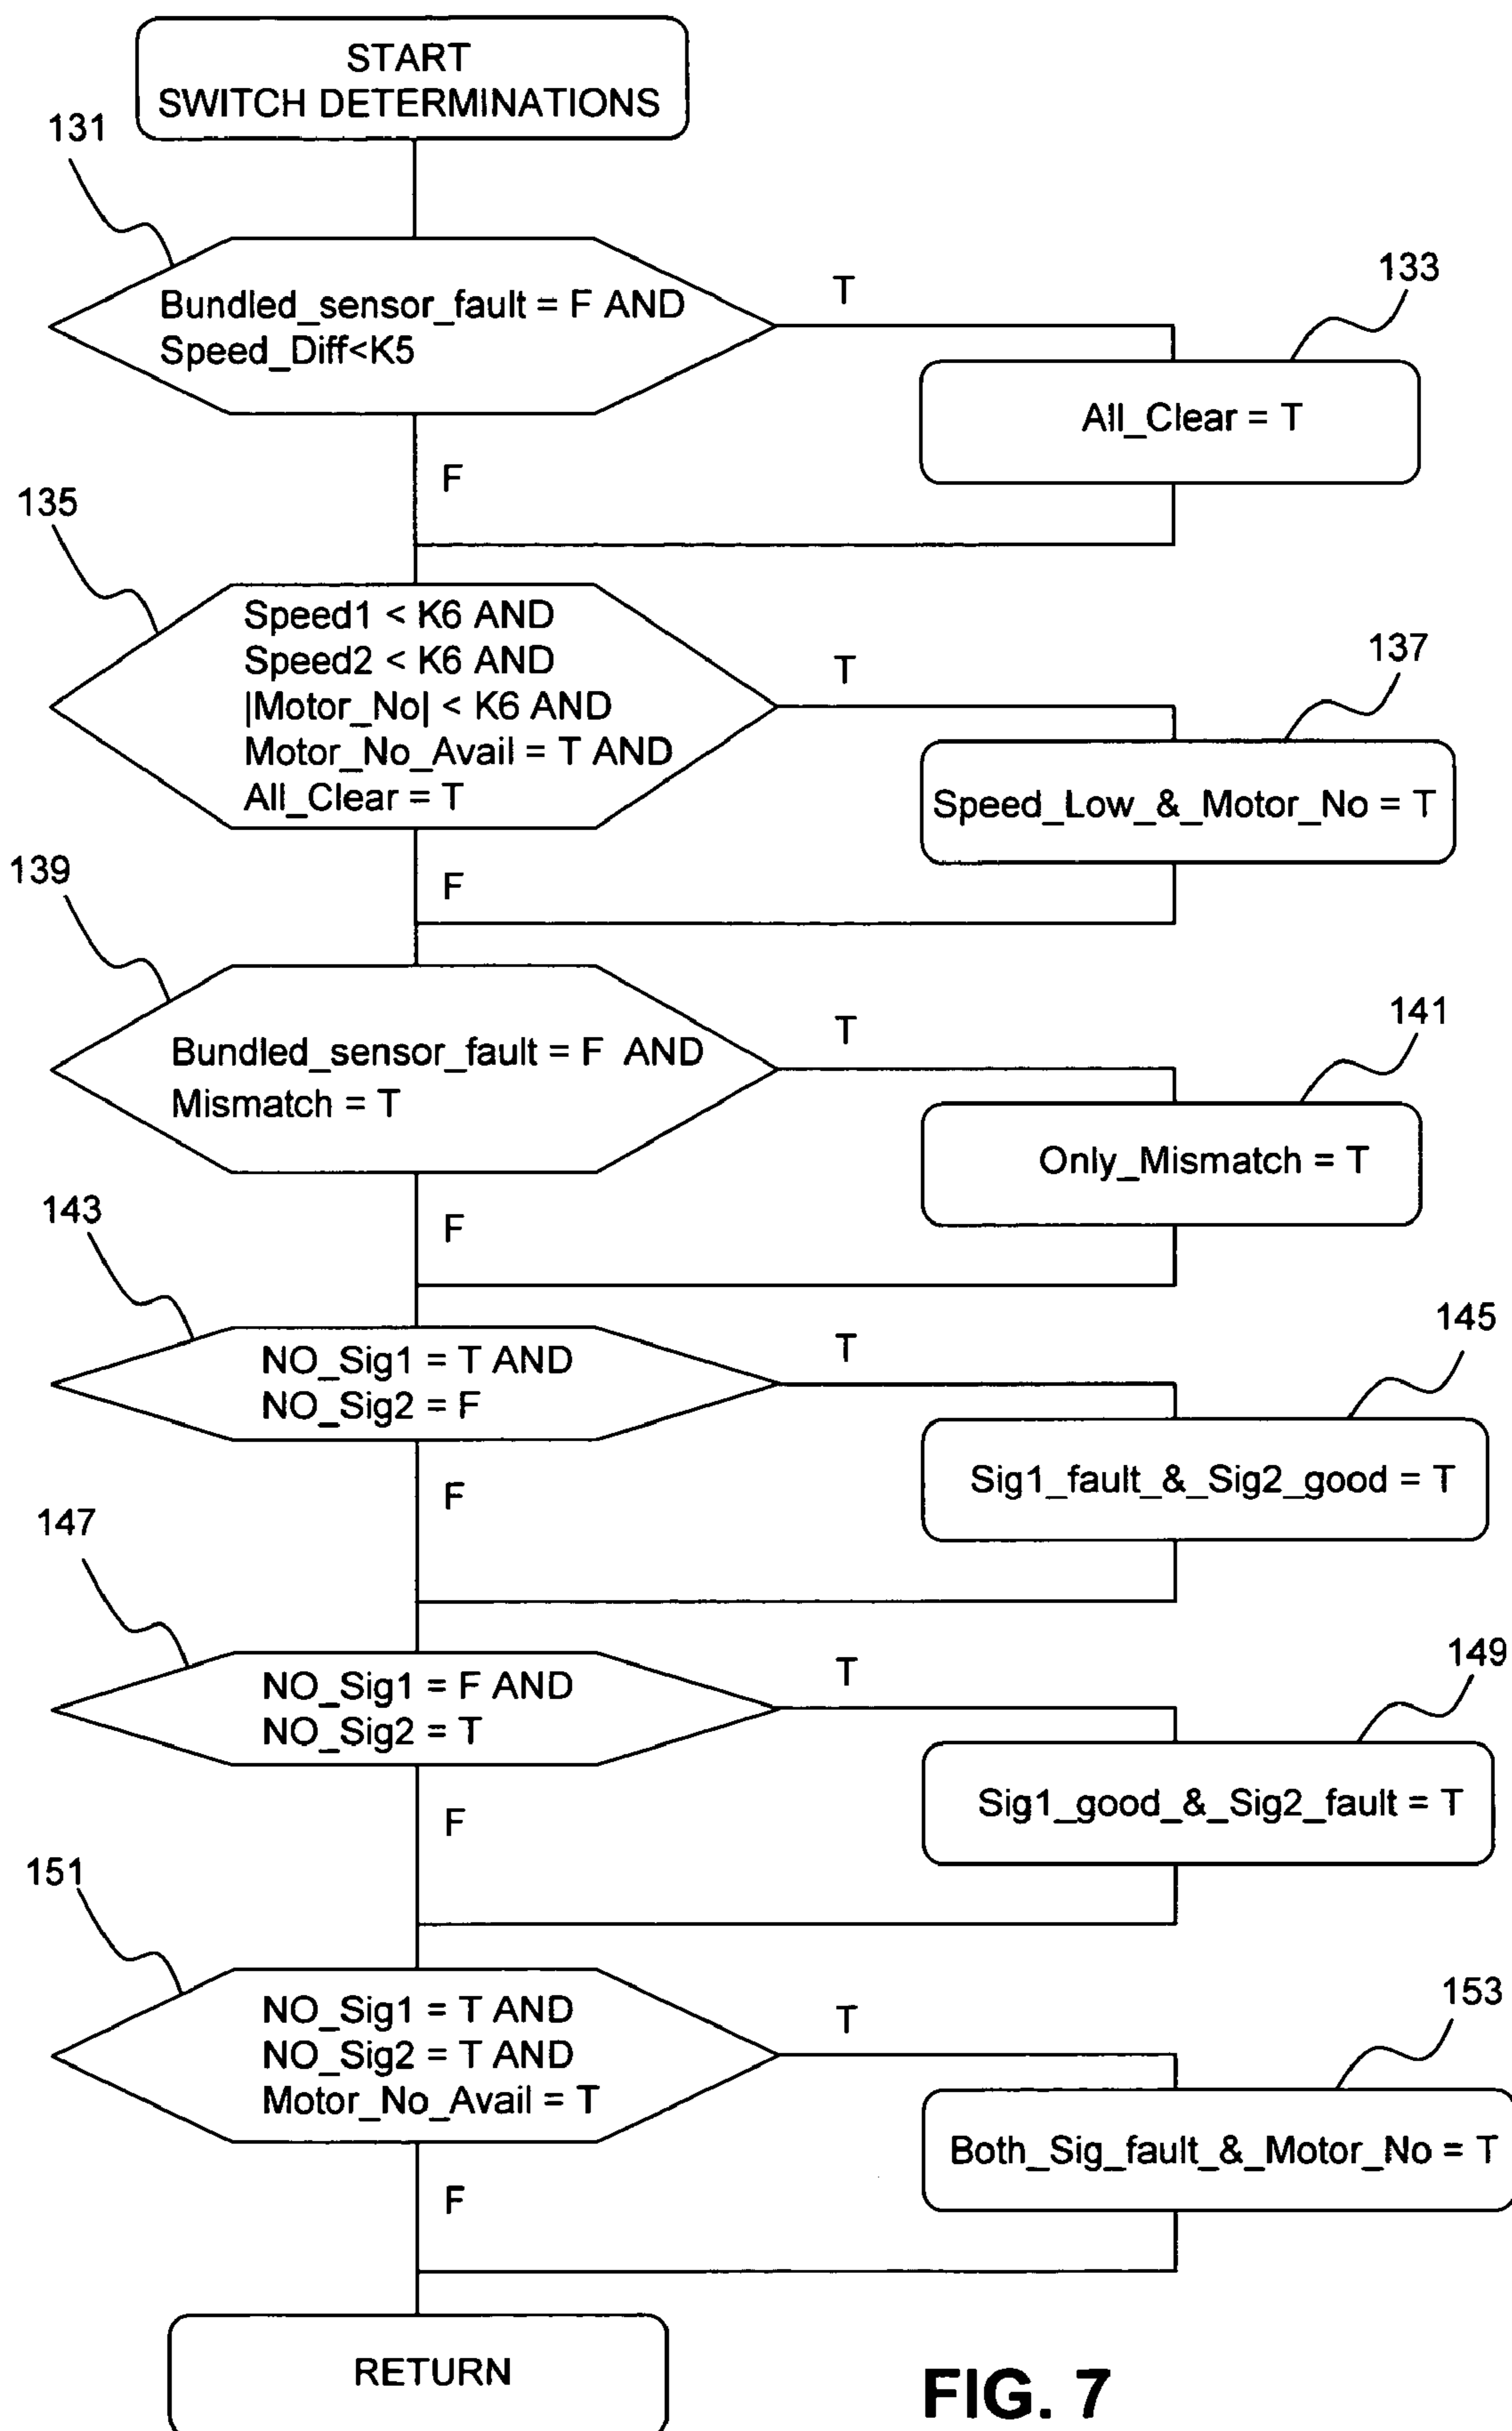 START
SWITCH DETERMINATIONS
131
Bundled_sensor_fault = F AND
Speed_Diff<K5
T
133
All_Clear = T
F
135
Speed1 < K6 AND
Speed2 < K6 AND
|Motor_No| < K6 AND
Motor_No_Avail = T AND
All_Clear = T
T
137
Speed_Low_&_Motor_No = T
F
139
Bundled_sensor_fault = F AND
Mismatch = T
T
141
Only_Mismatch = T
F
143
NO_Sig1 = T AND
NO_Sig2 = F
T
145
Sig1_fault_&_Sig2_good = T
F
147
NO_Sig1 = F AND
NO_Sig2 = T
T
149
Sig1_good_&_Sig2_fault = T
F
151
NO_Sig1 = T AND
NO_Sig2 = T AND
Motor_No_Avail = T
T
153
Both_Sig_fault_&_Motor_No = T
F
RETURN
FIG. 7